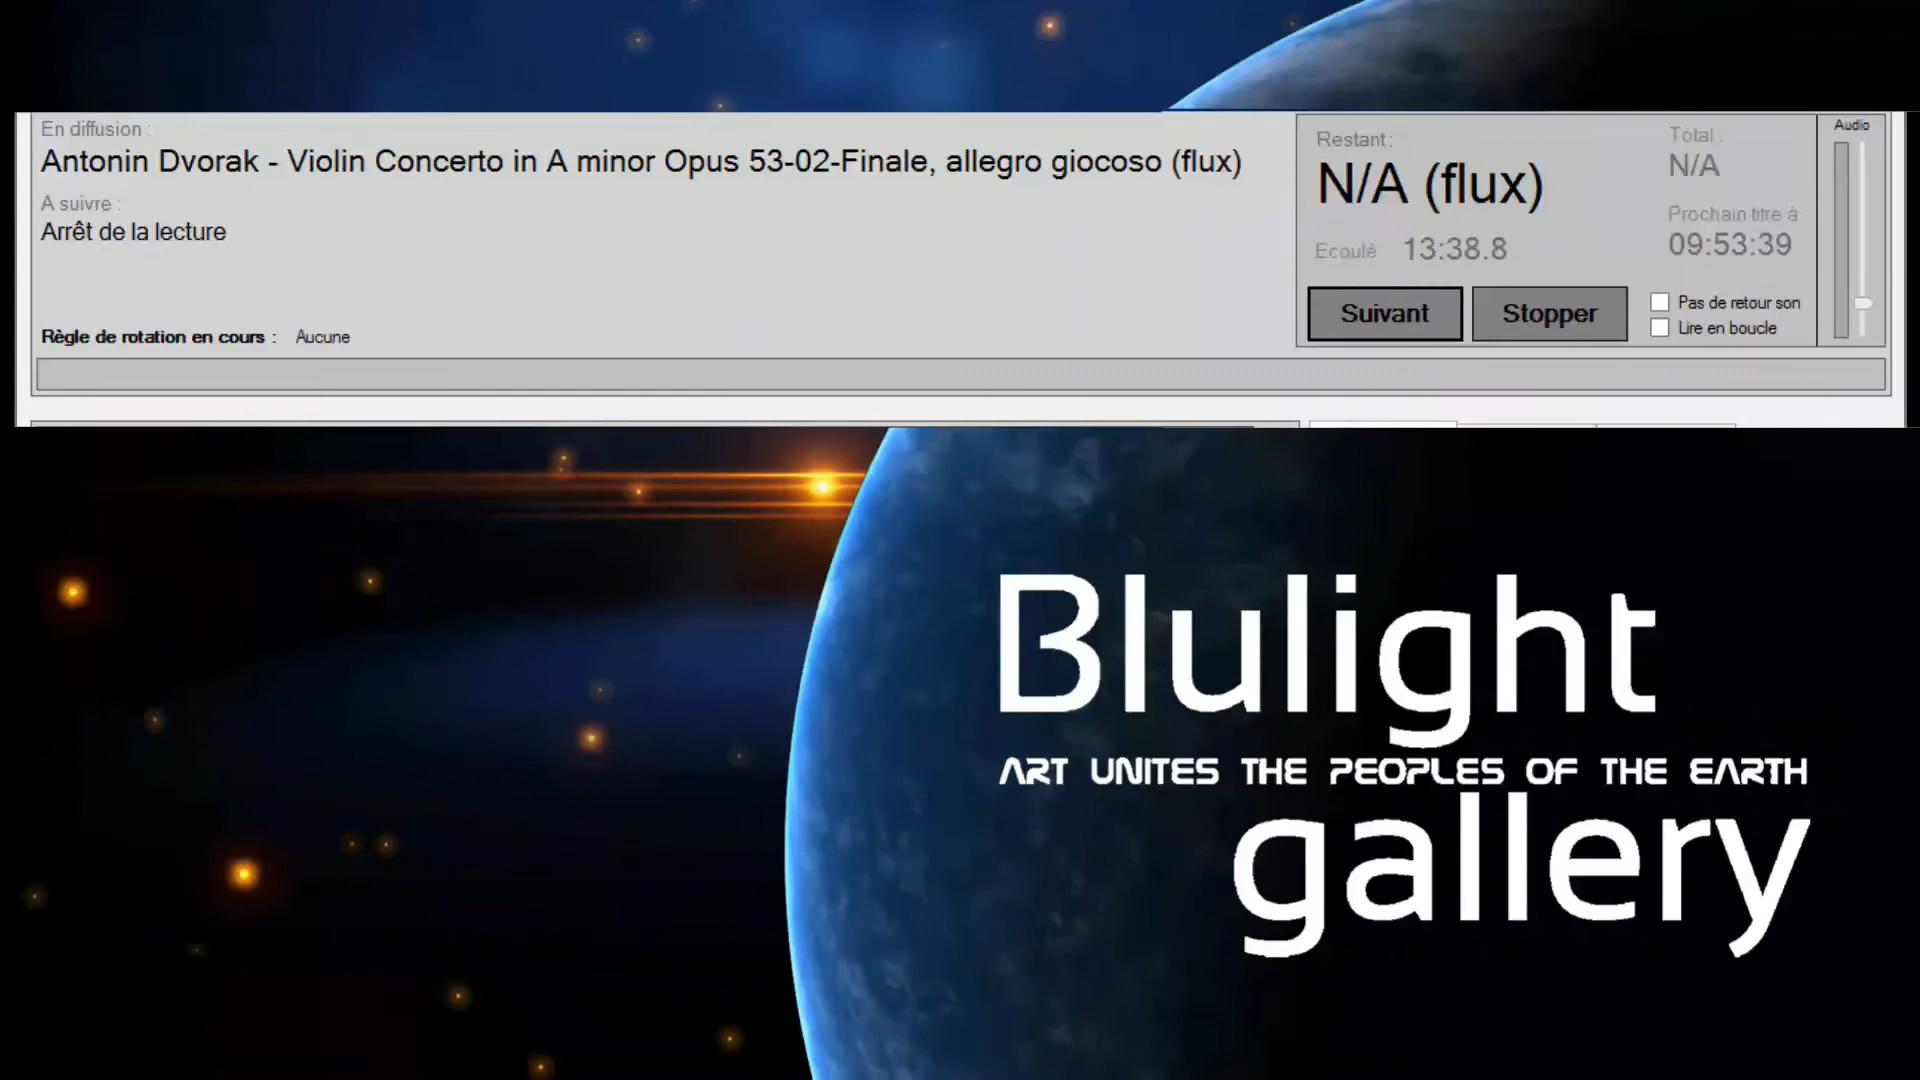 En diffusion :
Antonin Dvorak - Violin Concerto in A minor Opus 53-02-Finale, allegro giocoso (flux)
A suivre :
Arrêt de la lecture
Règle de rotation en cours : Aucune
Restant :
N/A (flux)
Ecoulé 13:38.8
Total :
N/A
Prochain titre à
09:53:39
Suivant
Stopper
Pas de retour son
Lire en boucle
Audio
Blulight
ART UNITES THE PEOPLES OF THE EARTH
gallery